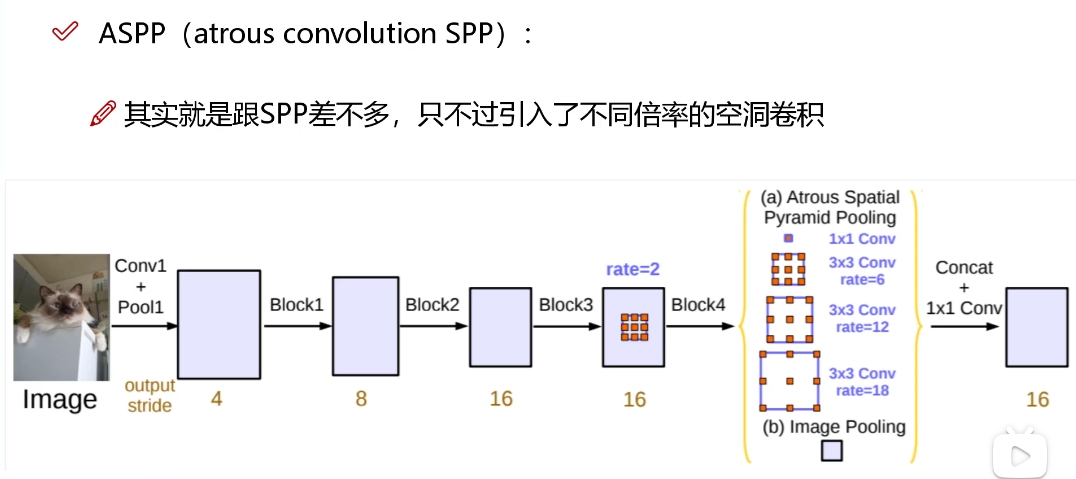 ASPP（atrous convolution SPP）:
其实就是跟SPP差不多，只不过引入了不同倍率的空洞卷积
Image
Conv1
+
Pool1
output
stride
4
Block1
8
Block2
16
Block3
rate=2
16
Block4
(a) Atrous Spatial
Pyramid Pooling
1x1 Conv
3x3 Conv
rate=6
3x3 Conv
rate=12
3x3 Conv
rate=18
(b) Image Pooling
Concat
+
1x1 Conv
16